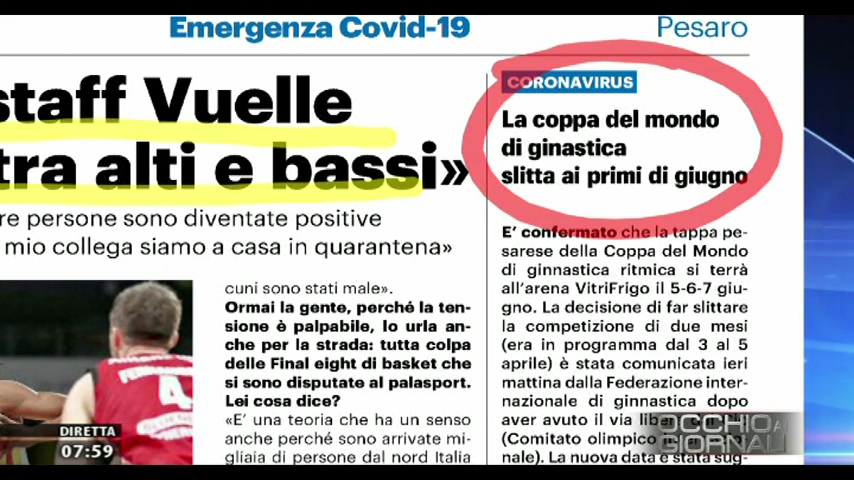 Emergenza Covid-19
Pesaro
staff Vuelle
tra alti e bassi»
re persone sono diventate positive
mio collega siamo a casa in quarantena»
cuni sono stati male».
Ormai la gente, perché la ten-
sione è palpabile, lo urla an-
che per la strada: tutta colpa
delle Final eight di basket che
si sono disputate al palasport.
Lei cosa dice?
«E' una teoria che ha un senso
anche perché sono arrivate mi-
gliaia di persone dal nord Italia
CORONAVIRUS
La coppa del mondo
di ginastica
slitta ai primi di giugno
E' confermato che la tappa pe-
sarese della Coppa del Mondo
di ginnastica ritmica si terrà
all'arena VitriFrigo il 5-6-7 giu-
gno. La decisione di far slittare
la competizione di due mesi
(era in programma dal 3 al 5
aprile) è stata comunicata ieri
mattina dalla Federazione inter-
nazionale di ginnastica dopo
aver avuto il via
(Comitato olimpico
nale). La nuova data è stata sug-
4
DIRETTA
07:59
OCCHIO AI
GIORNALI